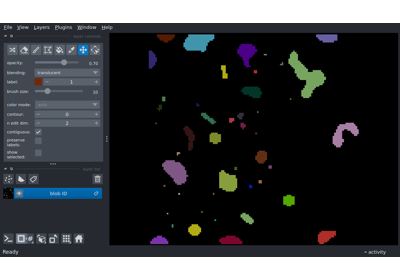 File View Layers Plugins Window Help
opacity: 0.70
blending: translucent
label: 1
brush size: 10
color mode:
contour: 0
n edit dim: 2
contiguous:
preserve labels:
show selected:
blob ID
Ready
activity